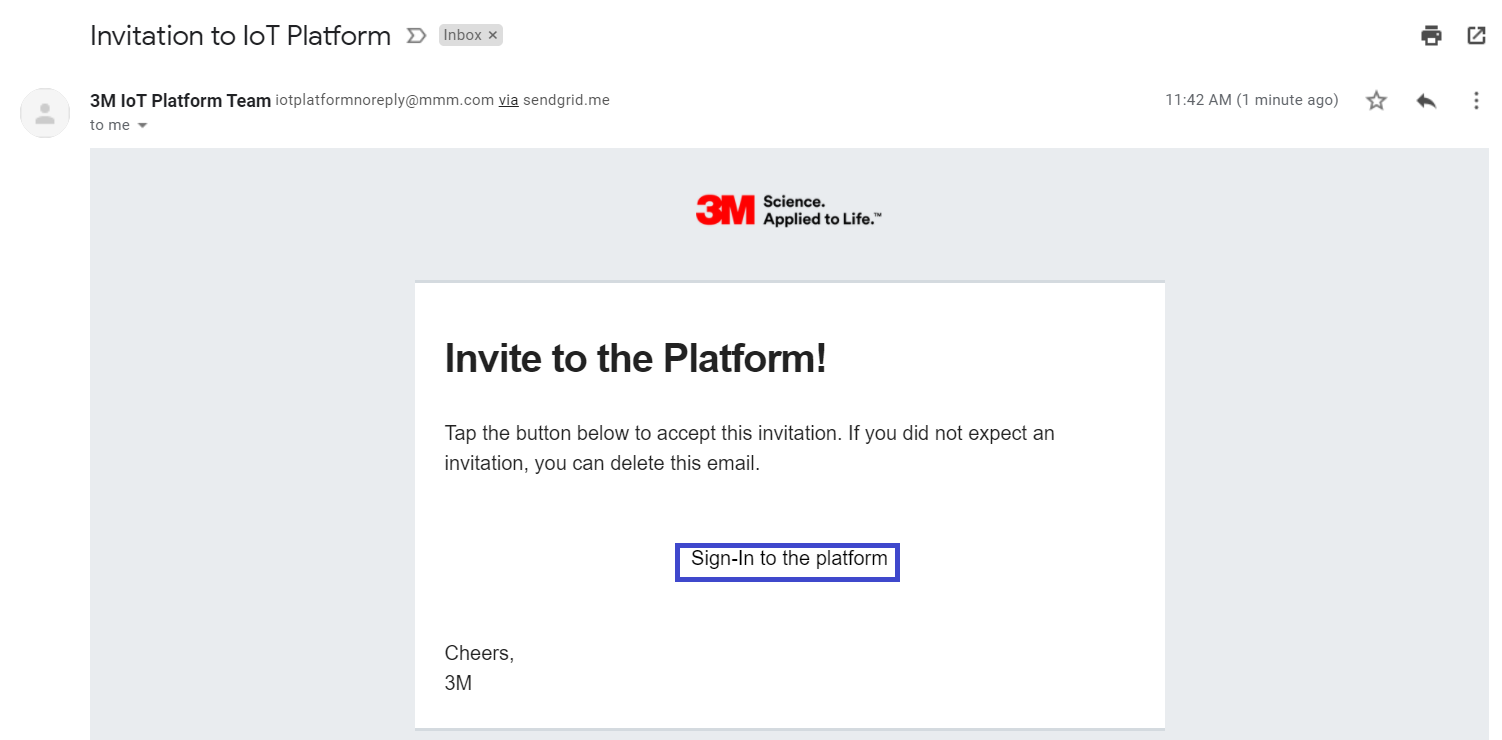 Invitation to IoT Platform Inbox ×
3M IoT Platform Team iotplatformnoreply@mmm.com via sendgrid.me 11:42 AM (1 minute ago)
to me
3M Science.
Applied to Life.™
Invite to the Platform!
Tap the button below to accept this invitation. If you did not expect an
invitation, you can delete this email.
Sign-In to the platform
Cheers,
3M